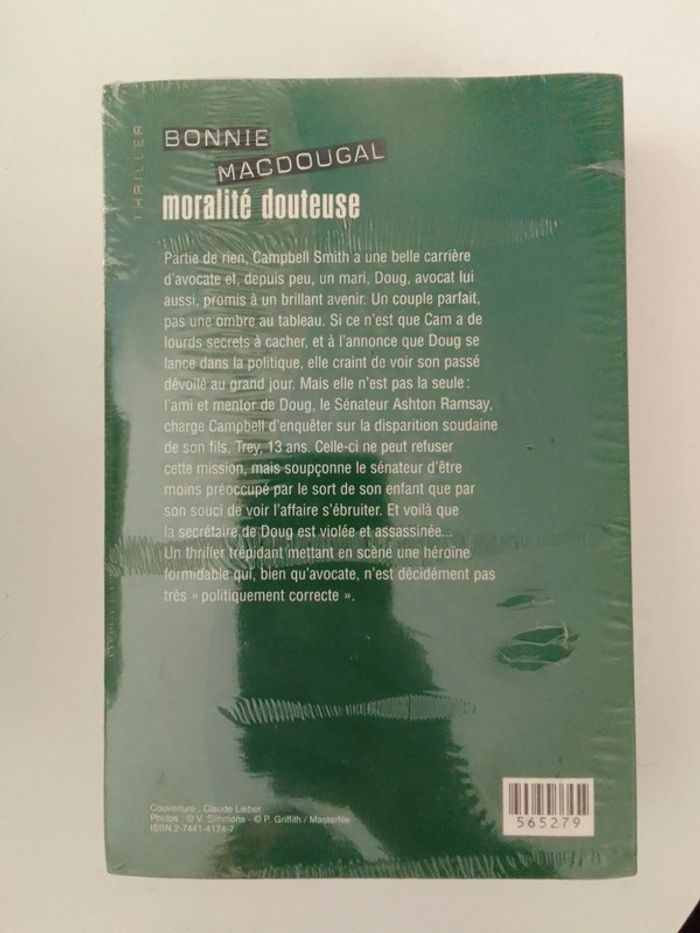 THRILLER
BONNIE
MACDOUGAL
moralité douteuse
Partie de rien, Campbell Smith a une belle carrière
d'avocate et, depuis peu, un mari, Doug, avocat lui
aussi, promis à un brillant avenir. Un couple parfait,
pas une ombre au tableau. Si ce n'est que Cam a de
lourds secrets à cacher, et à l'annonce que Doug se
lance dans la politique, elle craint de voir son passé
dévoilé au grand jour. Mais elle n'est pas la seule :
l'ami et mentor de Doug, le Sénateur Ashton Ramsay,
charge Campbell d'enquêter sur la disparition soudaine
de son fils, Trey, 13 ans. Celle-ci ne peut refuser
cette mission, mais soupçonne le sénateur d'être
moins préoccupé par le sort de son enfant que par
son souci de voir l'affaire s'ébruiter. Et voilà que
la secrétaire de Doug est violée et assassinée...
Un thriller trépidant mettant en scène une héroïne
formidable qui, bien qu'avocate, n'est décidément pas
très « politiquement correcte ».
Couverture : Claude Lieber
Photos : © V. Simmons - © P. Griffith / Masterfile
ISBN 2-7441-4174-7
565279